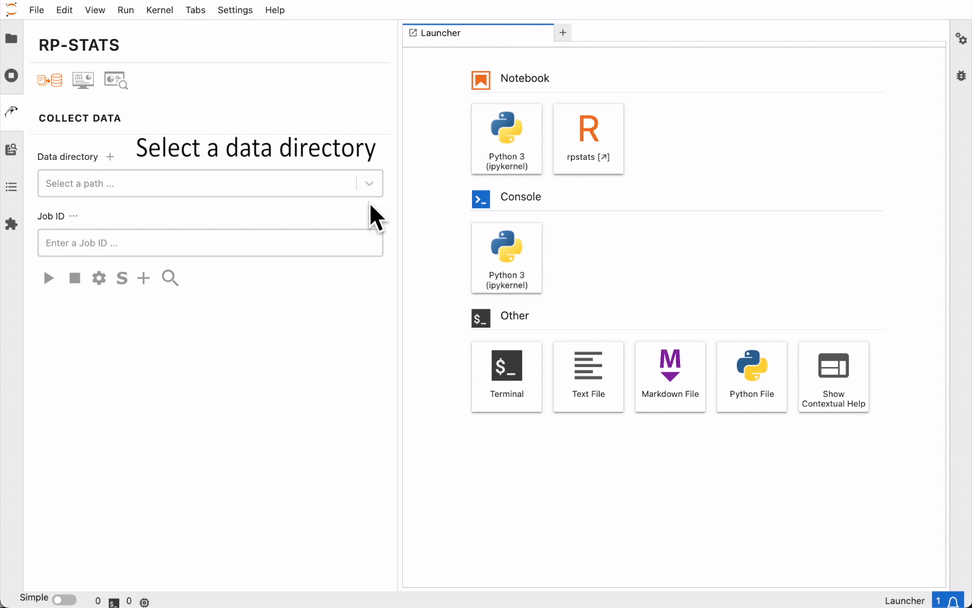 File Edit View Run Kernel Tabs Settings Help
RP-STATS
COLLECT DATA
Select a data directory
Data directory +
Select a path ...
Job ID ···
Enter a Job ID ...
S
Launcher
Notebook
Python 3
(ipykernel)
rpstats [↗]
Console
Python 3
(ipykernel)
$_ Other
$_
Terminal
Text File
M
Markdown File
Python File
Show
Contextual Help
Simple 0 $_ 0
Launcher 1